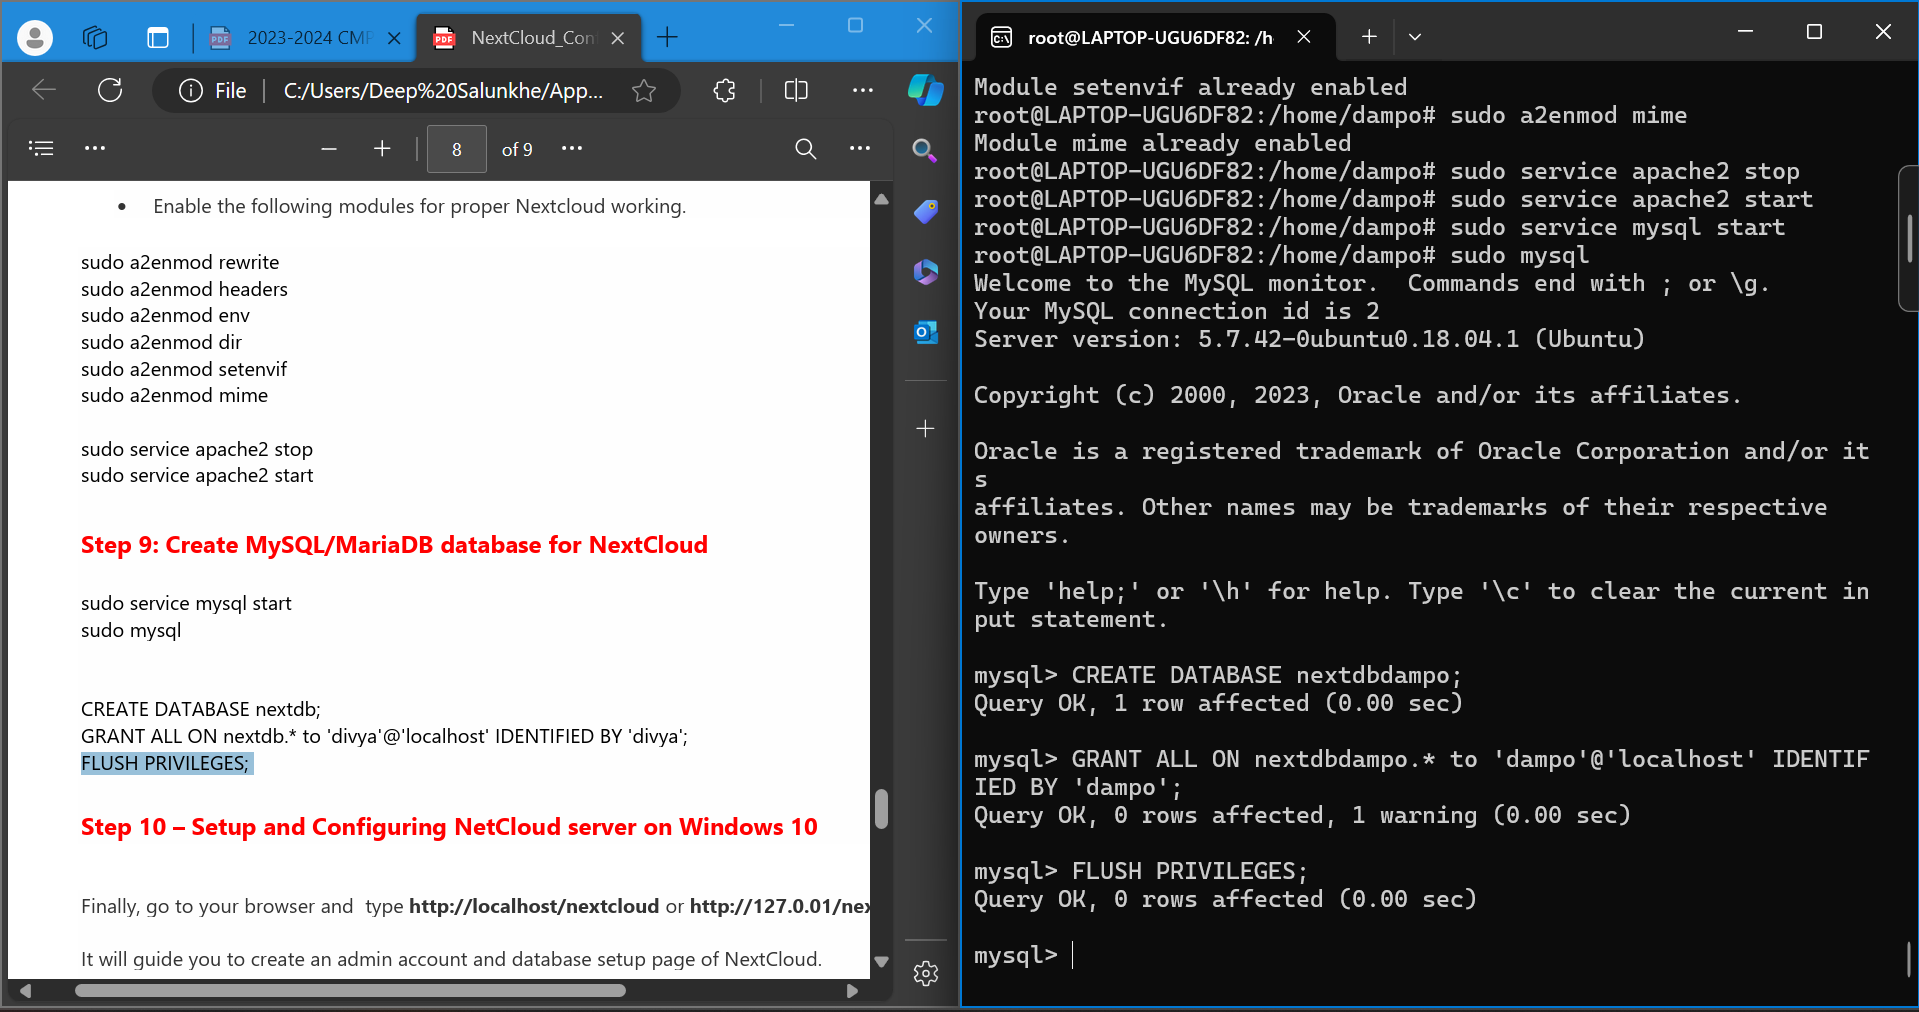 2023-2024 CMP
NextCloud_Con
File
C:/Users/Deep%20Salunkhe/App...
8
of 9
• Enable the following modules for proper Nextcloud working.
sudo a2enmod rewrite
sudo a2enmod headers
sudo a2enmod env
sudo a2enmod dir
sudo a2enmod setenvif
sudo a2enmod mime
sudo service apache2 stop
sudo service apache2 start
Step 9: Create MySQL/MariaDB database for NextCloud
sudo service mysql start
sudo mysql
CREATE DATABASE nextdb;
GRANT ALL ON nextdb.* to 'divya'@'localhost' IDENTIFIED BY 'divya';
FLUSH PRIVILEGES;
Step 10 – Setup and Configuring NetCloud server on Windows 10
Finally, go to your browser and type http://localhost/nextcloud or http://127.0.01/nex
It will guide you to create an admin account and database setup page of NextCloud.
root@LAPTOP-UGU6DF82: /h
Module setenvif already enabled
root@LAPTOP-UGU6DF82:/home/dampo# sudo a2enmod mime
Module mime already enabled
root@LAPTOP-UGU6DF82:/home/dampo# sudo service apache2 stop
root@LAPTOP-UGU6DF82:/home/dampo# sudo service apache2 start
root@LAPTOP-UGU6DF82:/home/dampo# sudo service mysql start
root@LAPTOP-UGU6DF82:/home/dampo# sudo mysql
Welcome to the MySQL monitor.  Commands end with ; or \g.
Your MySQL connection id is 2
Server version: 5.7.42-0ubuntu0.18.04.1 (Ubuntu)
Copyright (c) 2000, 2023, Oracle and/or its affiliates.
Oracle is a registered trademark of Oracle Corporation and/or it
s
affiliates. Other names may be trademarks of their respective
owners.
Type 'help;' or '\h' for help. Type '\c' to clear the current in
put statement.
mysql> CREATE DATABASE nextdbdampo;
Query OK, 1 row affected (0.00 sec)
mysql> GRANT ALL ON nextdbdampo.* to 'dampo'@'localhost' IDENTIF
IED BY 'dampo';
Query OK, 0 rows affected, 1 warning (0.00 sec)
mysql> FLUSH PRIVILEGES;
Query OK, 0 rows affected (0.00 sec)
mysql>